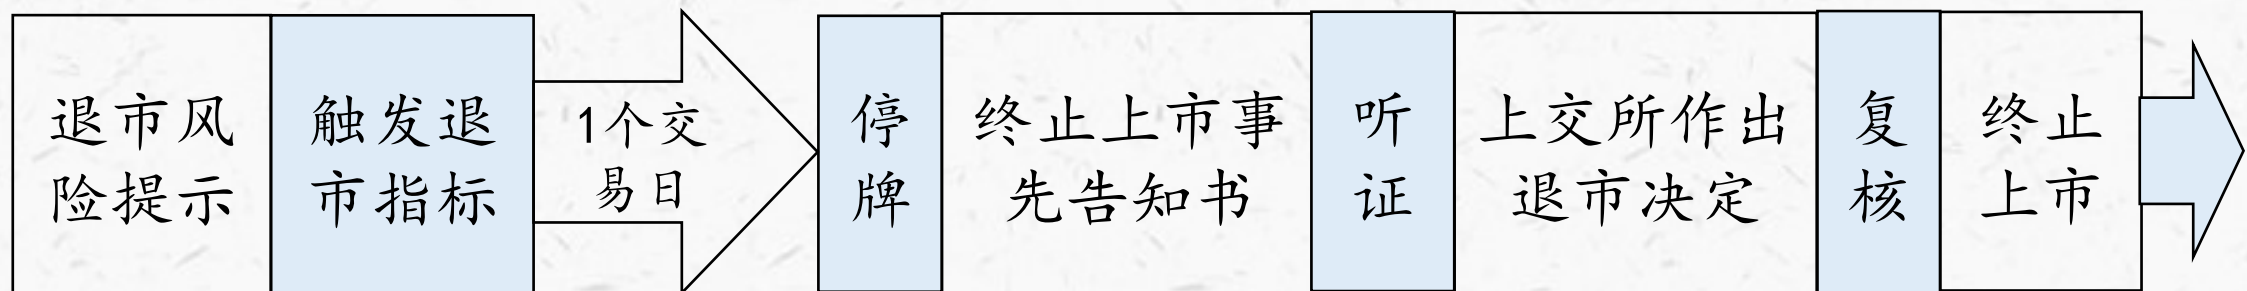 退市风
险提示
触发退
市指标
1个交
易日
停
牌
终止上市事
先告知书
听
证
上交所作出
退市决定
复
核
终止
上市